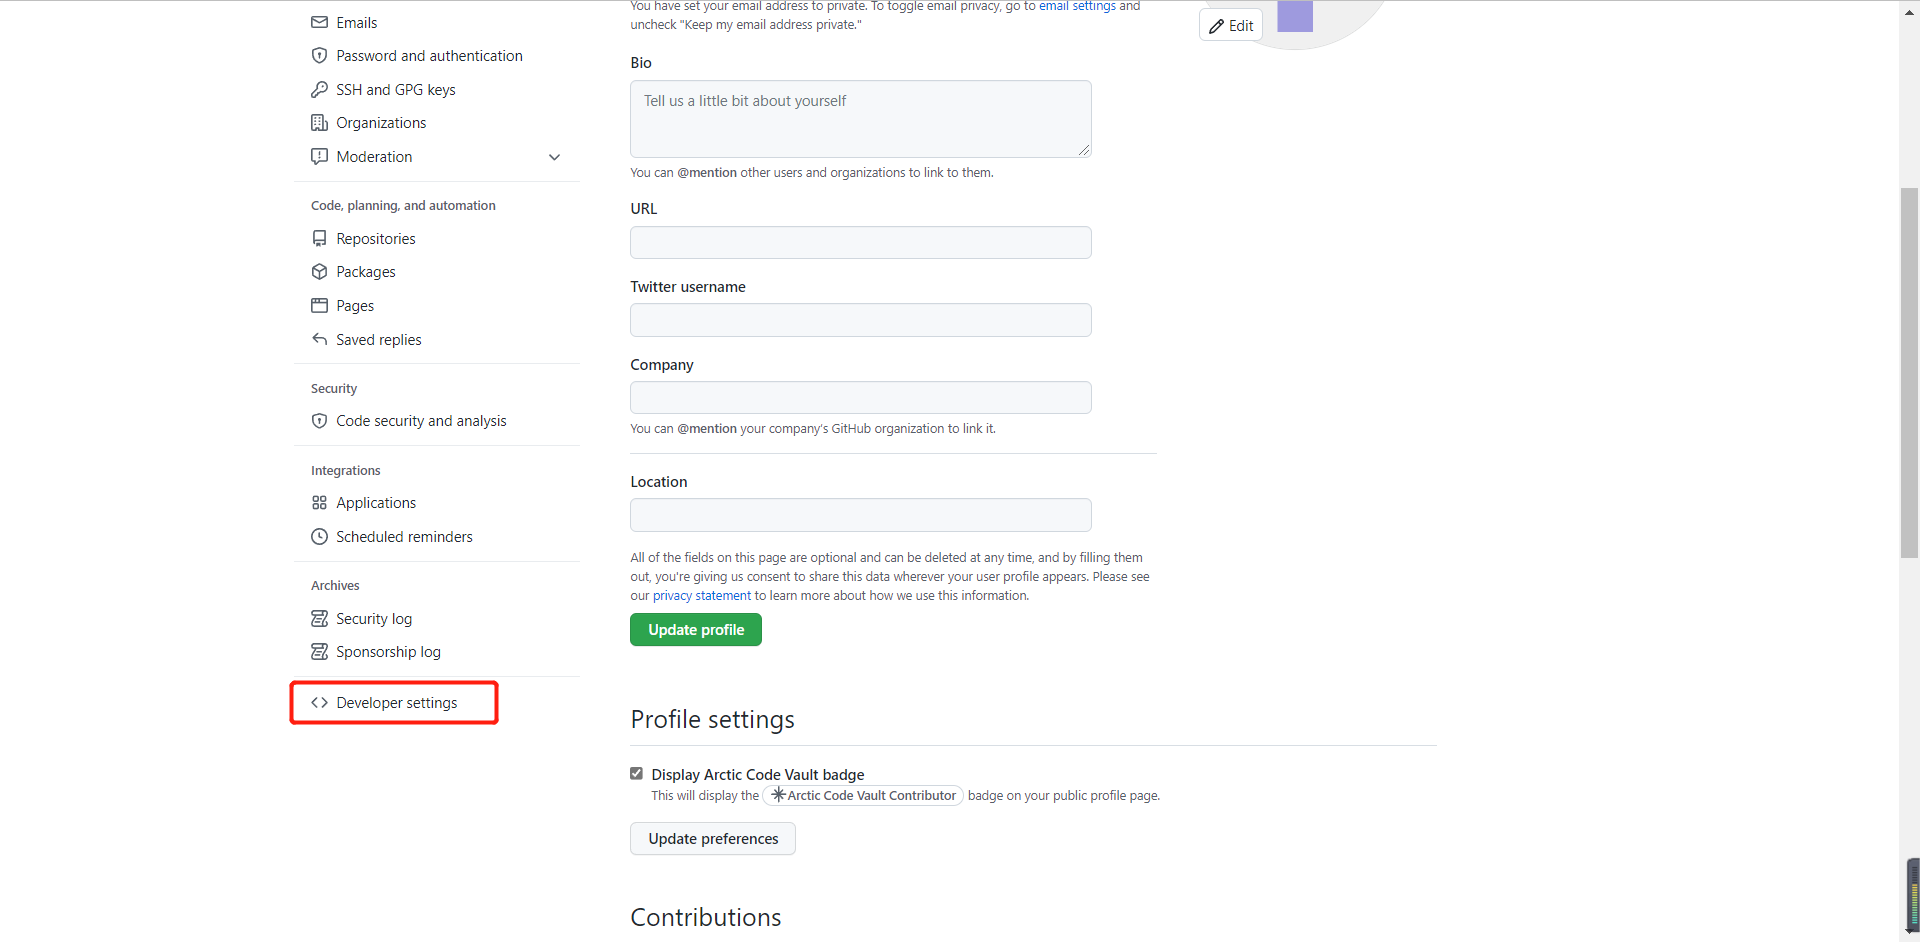 Emails
Password and authentication
SSH and GPG keys
Organizations
Moderation
Code, planning, and automation
Repositories
Packages
Pages
Saved replies
Security
Code security and analysis
Integrations
Applications
Scheduled reminders
Archives
Security log
Sponsorship log
Developer settings
You have set your email address to private. To toggle email privacy, go to email settings and
uncheck "Keep my email address private."
Edit
Bio
Tell us a little bit about yourself
You can @mention other users and organizations to link to them.
URL
Twitter username
Company
You can @mention your company's GitHub organization to link it.
Location
All of the fields on this page are optional and can be deleted at any time, and by filling them
out, you're giving us consent to share this data wherever your user profile appears. Please see
our privacy statement to learn more about how we use this information.
Update profile
Profile settings
Display Arctic Code Vault badge
This will display the Arctic Code Vault Contributor badge on your public profile page.
Update preferences
Contributions